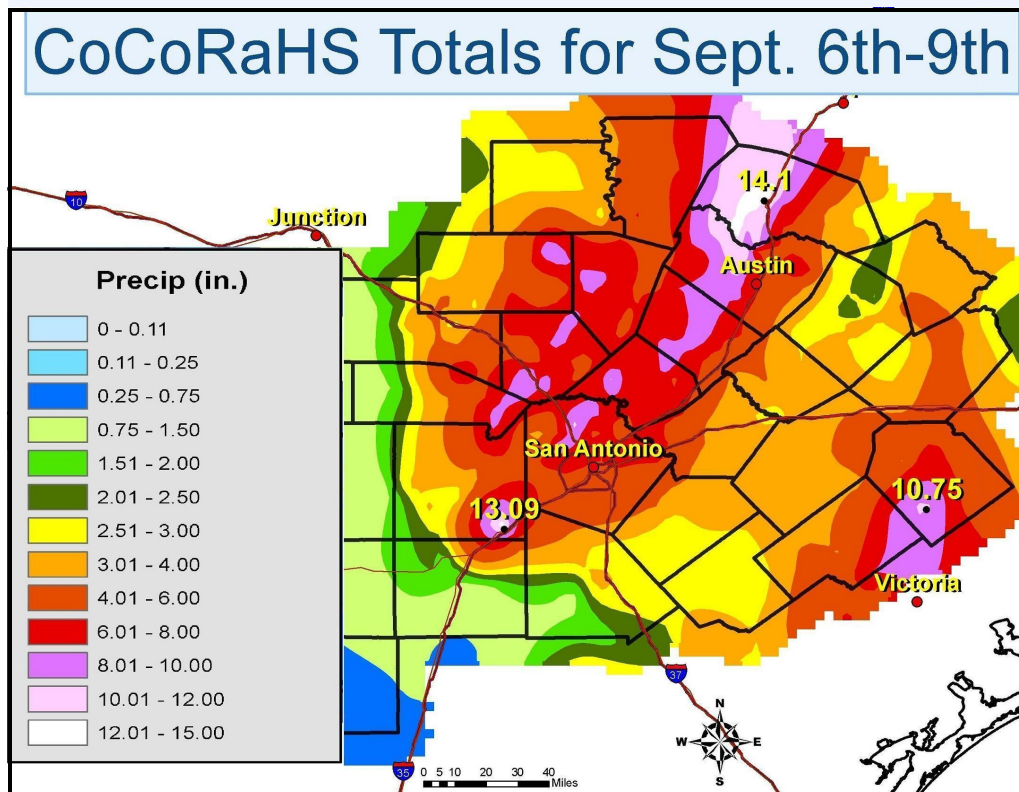 CoCoRaHS Totals for Sept. 6th-9th
14.1
10
Junction
Austin
Precip (in.)
0 - 0.11
0.11 - 0.25
0.25 - 0.75
0.75 - 1.50
1.51 - 2.00
2.01 - 2.50
2.51 - 3.00
3.01 - 4.00
4.01 - 6.00
6.01 - 8.00
8.01 - 10.00
10.01 - 12.00
12.01 - 15.00
San Antonio
13.09
10.75
Victoria
37
N
W E
S
35
0 5 10 20 30 40
Miles